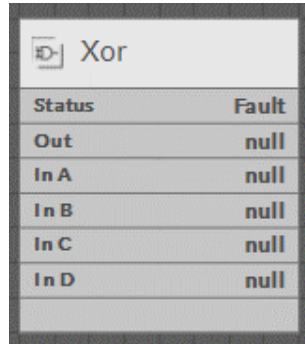 Xor
Status Fault
Out null
In A null
In B null
In C null
In D null